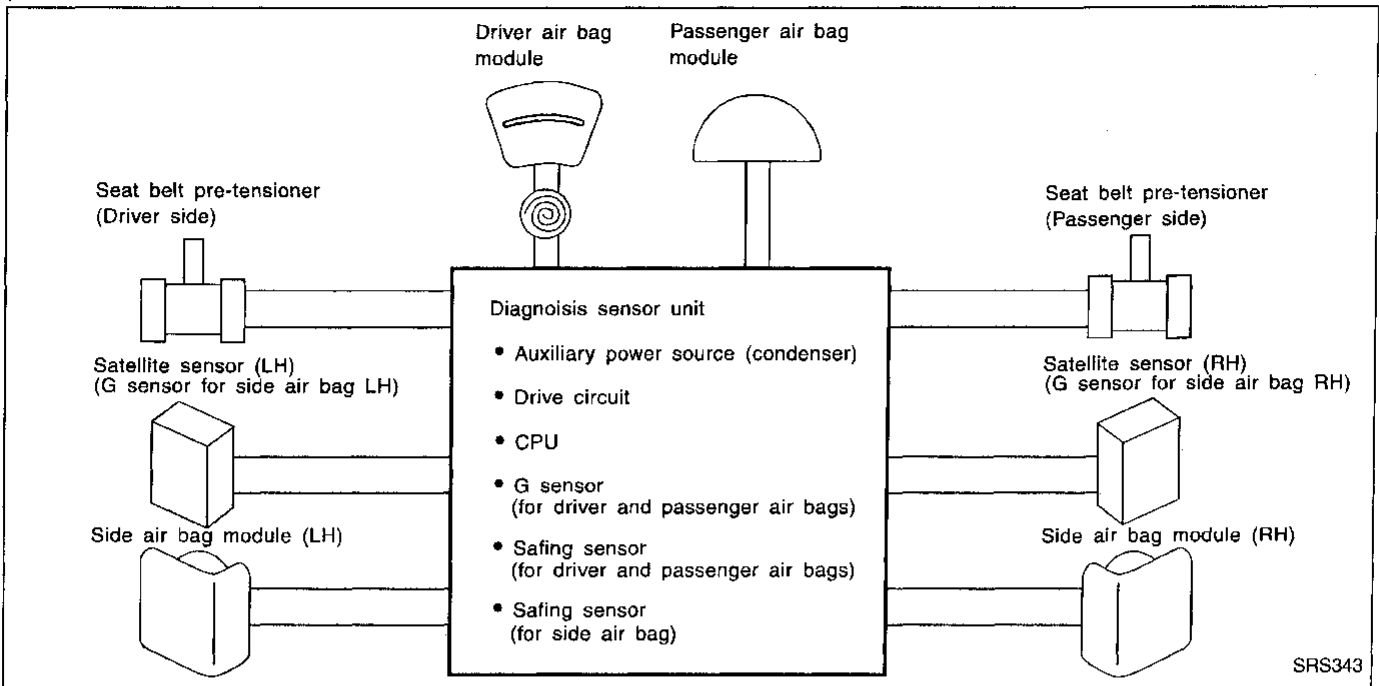 Driver air bag
module
Passenger air bag
module
Seat belt pre-tensioner
(Driver side)
Seat belt pre-tensioner
(Passenger side)
Diagnoisis sensor unit
• Auxiliary power source (condenser)
• Drive circuit
• CPU
• G sensor
(for driver and passenger air bags)
• Safing sensor
(for driver and passenger air bags)
• Safing sensor
(for side air bag)
Satellite sensor (LH)
(G sensor for side air bag LH)
Satellite sensor (RH)
(G sensor for side air bag RH)
Side air bag module (LH)
Side air bag module (RH)
SRS343